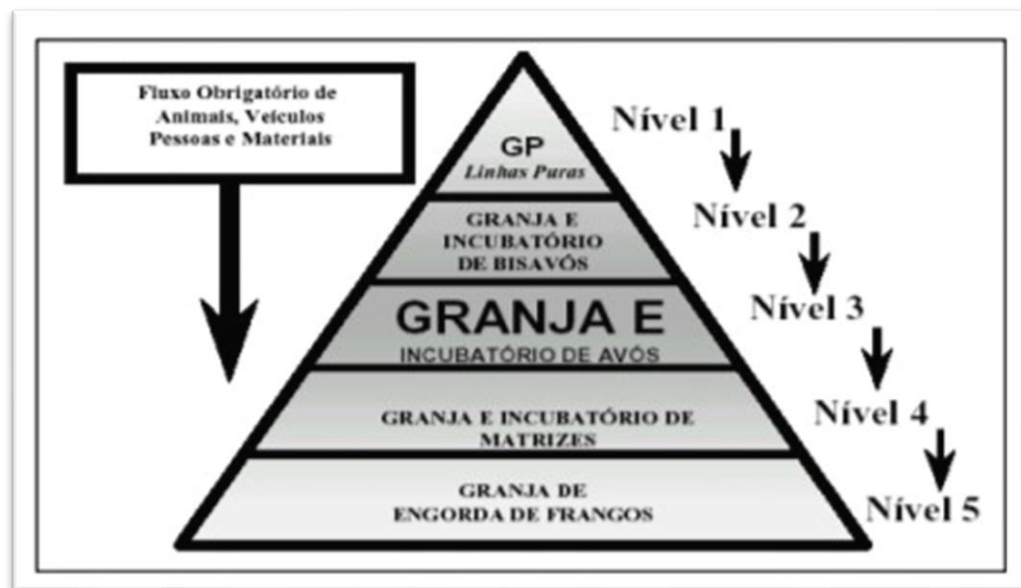 Fluxo Obrigatório de
Animais, Veículos
Pessoas e Materiais
GP
Linhas Puras
GRANJA E
INCUBATÓRIO
DE BISAVÓS
GRANJA E
INCUBATÓRIO DE AVÓS
GRANJA E INCUBATÓRIO DE
MATRIZES
GRANJA DE
ENGORDA DE FRANGOS
Nível 1
Nível 2
Nível 3
Nível 4
Nível 5